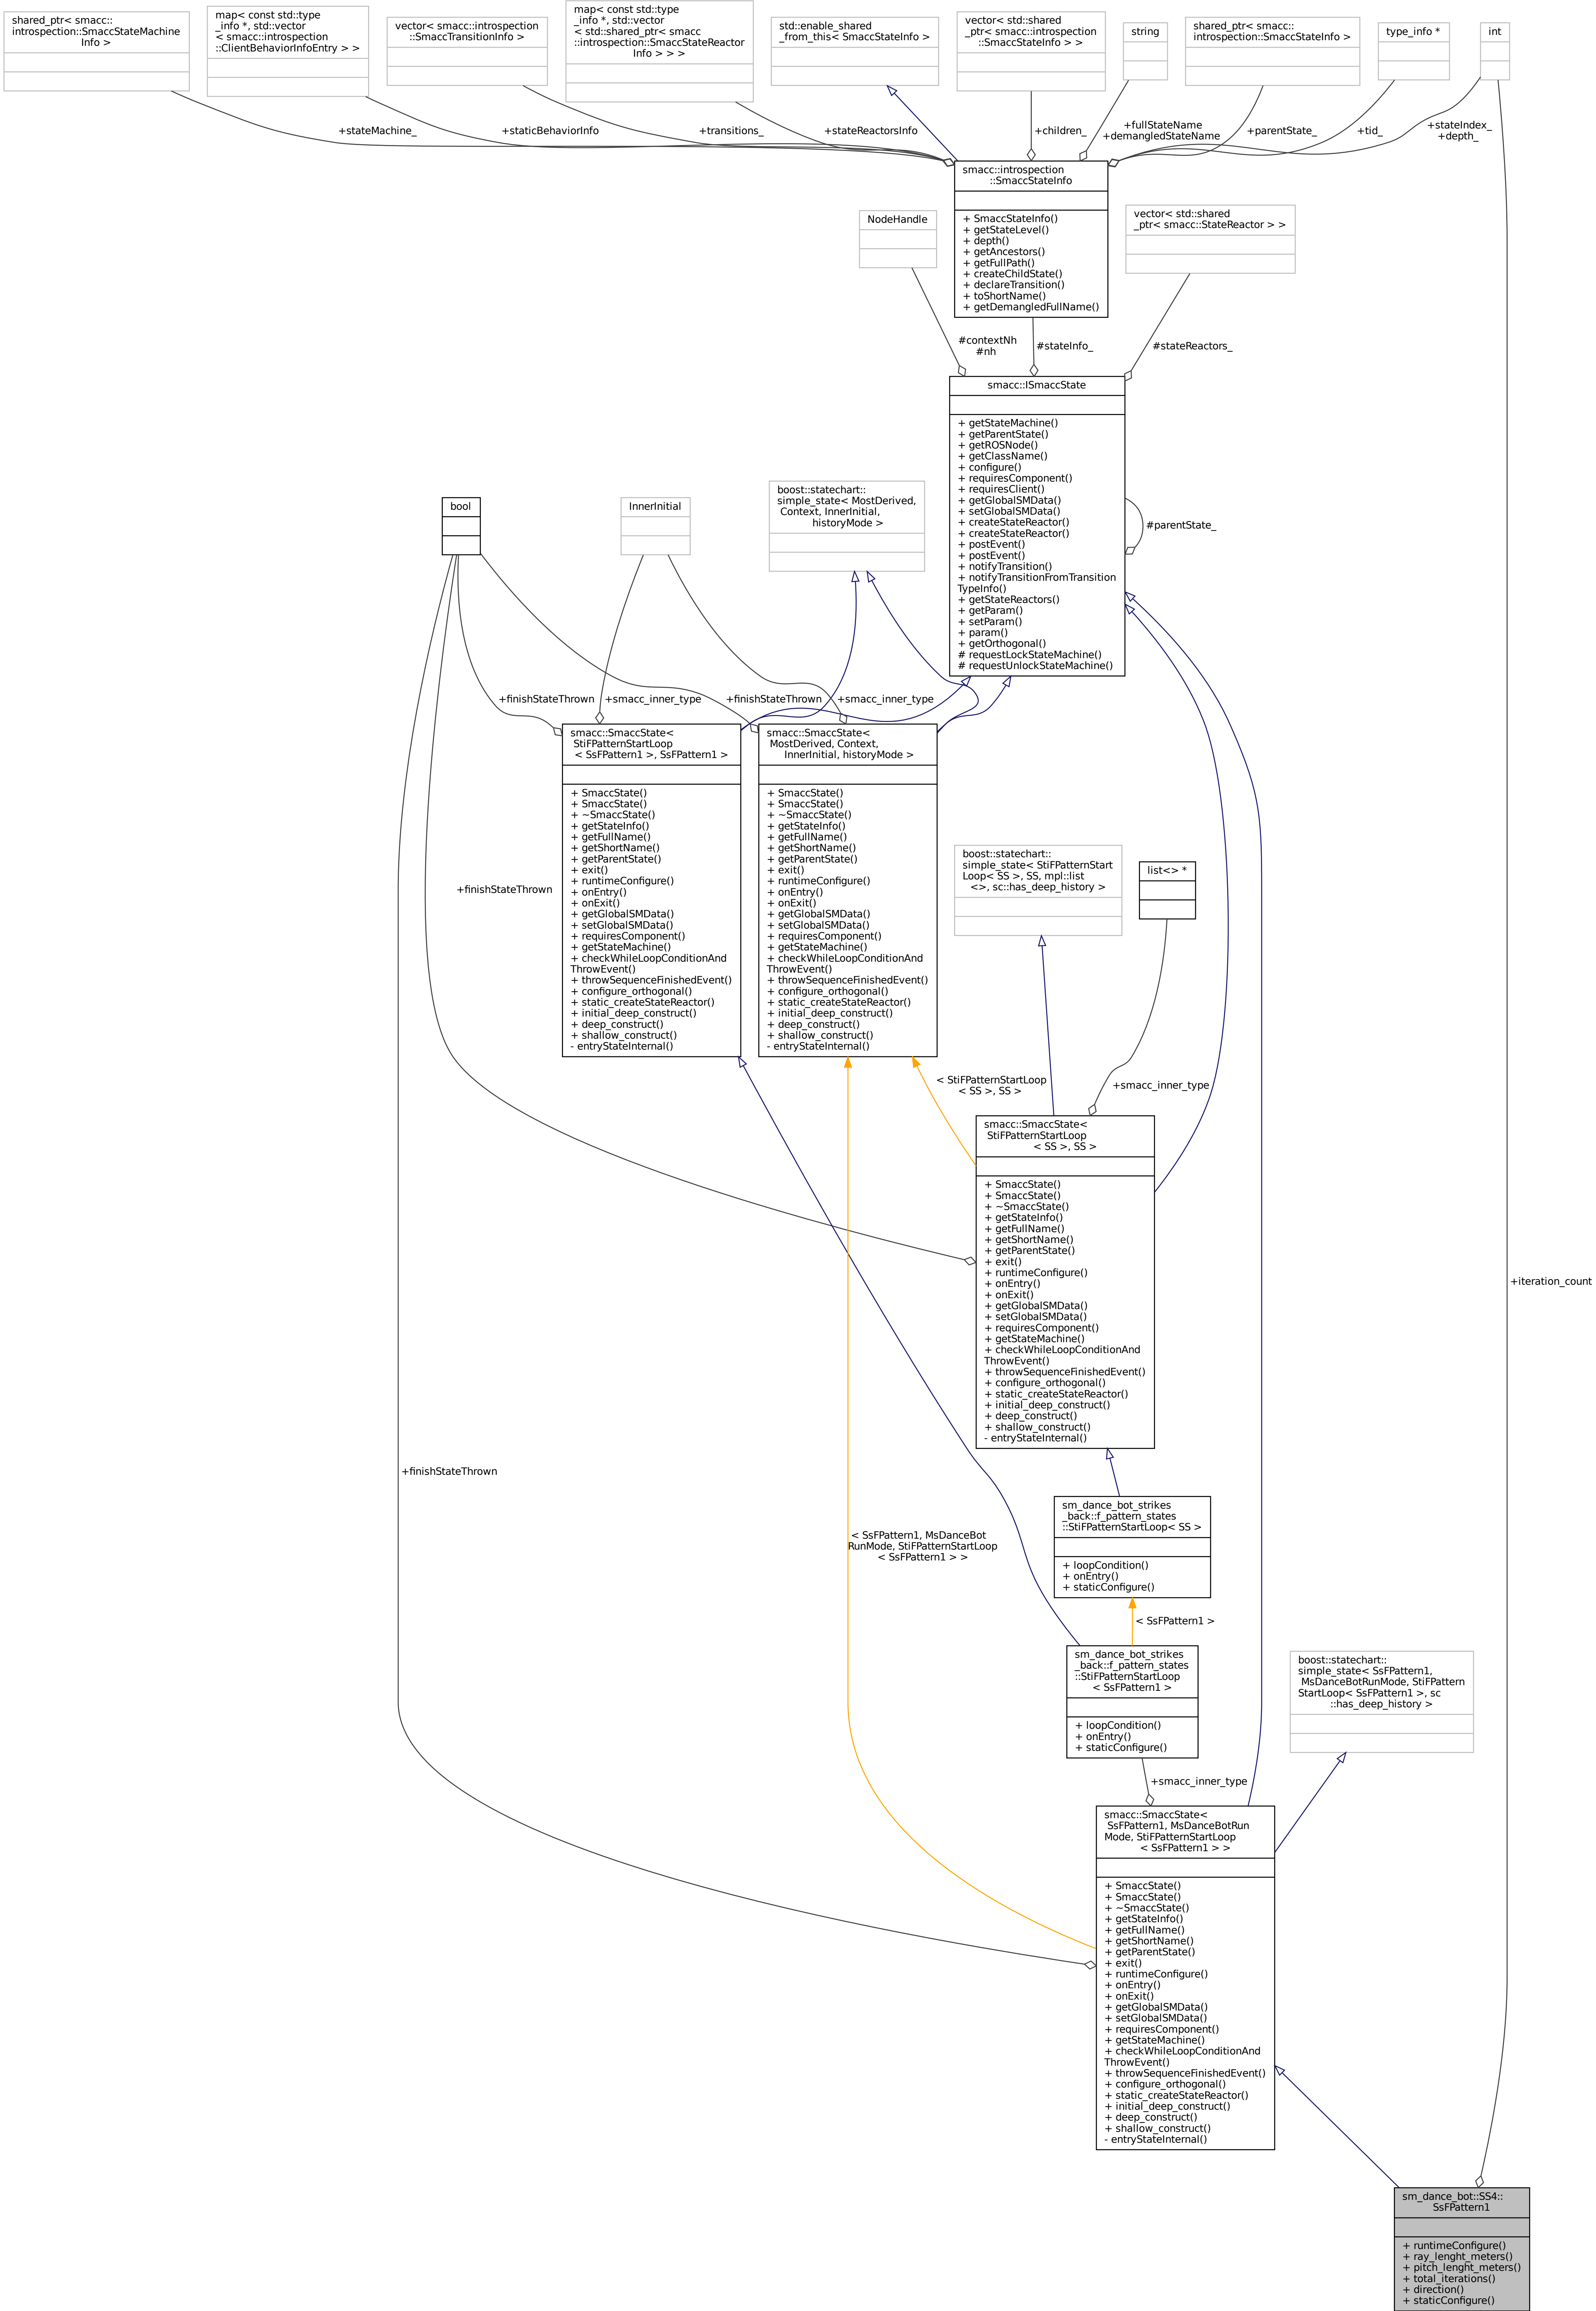 shared_ptr< smacc::
introspection::SmaccStateMachine
Info >
map< const std::type
_info *, std::vector
< smacc::introspection
::ClientBehaviorInfoEntry > >
vector< smacc::introspection
::SmaccTransitionInfo >
map< const std::type
_info *, std::vector
< std::shared_ptr< smacc
::introspection::SmaccStateReactor
Info > > >
std::enable_shared
_from_this< SmaccStateInfo >
vector< std::shared
_ptr< smacc::introspection
::SmaccStateInfo > >
string
shared_ptr< smacc::
introspection::SmaccStateInfo >
type_info *
int
+stateMachine_
+staticBehaviorInfo
+transitions_
+stateReactorsInfo
+children_
+fullStateName
+demangledStateName
+parentState_
+tid_
+stateIndex_
+depth_
smacc::introspection
::SmaccStateInfo
+ SmaccStateInfo()
+ getStateLevel()
+ depth()
+ getAncestors()
+ getFullPath()
+ createChildState()
+ declareTransition()
+ toShortName()
+ getDemangledFullName()
NodeHandle
vector< std::shared
_ptr< smacc::StateReactor > >
#contextNh
#nh
#stateInfo_
#stateReactors_
smacc::ISmaccState
+ getStateMachine()
+ getParentState()
+ getROSNode()
+ getClassName()
+ configure()
+ requiresComponent()
+ requiresClient()
+ getGlobalSMData()
+ setGlobalSMData()
+ createStateReactor()
+ createStateReactor()
+ postEvent()
+ postEvent()
+ notifyTransition()
+ notifyTransitionFromTransition
TypeInfo()
+ getStateReactors()
+ getParam()
+ setParam()
+ param()
+ getOrthogonal()
# requestLockStateMachine()
# requestUnlockStateMachine()
#parentState_
bool
InnerInitial
boost::statechart::
simple_state< MostDerived,
Context, InnerInitial,
historyMode >
+finishStateThrown
+smacc_inner_type
+finishStateThrown
+smacc_inner_type
smacc::SmaccState<
StiFPatternStartLoop
< SsFPattern1 >, SsFPattern1 >
+ SmaccState()
+ SmaccState()
+ ~SmaccState()
+ getStateInfo()
+ getFullName()
+ getShortName()
+ getParentState()
+ exit()
+ runtimeConfigure()
+ onEntry()
+ onExit()
+ getGlobalSMData()
+ setGlobalSMData()
+ requiresComponent()
+ getStateMachine()
+ checkWhileLoopConditionAnd
ThrowEvent()
+ throwSequenceFinishedEvent()
+ configure_orthogonal()
+ static_createStateReactor()
+ initial_deep_construct()
+ deep_construct()
+ shallow_construct()
- entryStateInternal()
smacc::SmaccState<
MostDerived, Context,
InnerInitial, historyMode >
+ SmaccState()
+ SmaccState()
+ ~SmaccState()
+ getStateInfo()
+ getFullName()
+ getShortName()
+ getParentState()
+ exit()
+ runtimeConfigure()
+ onEntry()
+ onExit()
+ getGlobalSMData()
+ setGlobalSMData()
+ requiresComponent()
+ getStateMachine()
+ checkWhileLoopConditionAnd
ThrowEvent()
+ throwSequenceFinishedEvent()
+ configure_orthogonal()
+ static_createStateReactor()
+ initial_deep_construct()
+ deep_construct()
+ shallow_construct()
- entryStateInternal()
boost::statechart::
simple_state< StiFPatternStart
Loop< SS >, SS, mpl::list
<>, sc::has_deep_history >
list<> *
+finishStateThrown
< StiFPatternStartLoop
< SS >, SS >
+smacc_inner_type
smacc::SmaccState<
StiFPatternStartLoop
< SS >, SS >
+ SmaccState()
+ SmaccState()
+ ~SmaccState()
+ getStateInfo()
+ getFullName()
+ getShortName()
+ getParentState()
+ exit()
+ runtimeConfigure()
+ onEntry()
+ onExit()
+ getGlobalSMData()
+ setGlobalSMData()
+ requiresComponent()
+ getStateMachine()
+ checkWhileLoopConditionAnd
ThrowEvent()
+ throwSequenceFinishedEvent()
+ configure_orthogonal()
+ static_createStateReactor()
+ initial_deep_construct()
+ deep_construct()
+ shallow_construct()
- entryStateInternal()
+iteration_count
+finishStateThrown
sm_dance_bot_strikes
_back::f_pattern_states
::StiFPatternStartLoop< SS >
+ loopCondition()
+ onEntry()
+ staticConfigure()
< SsFPattern1, MsDanceBot
RunMode, StiFPatternStartLoop
< SsFPattern1 > >
< SsFPattern1 >
sm_dance_bot_strikes
_back::f_pattern_states
::StiFPatternStartLoop
< SsFPattern1 >
+ loopCondition()
+ onEntry()
+ staticConfigure()
boost::statechart::
simple_state< SsFPattern1,
MsDanceBotRunMode, StiFPattern
StartLoop< SsFPattern1 >, sc
::has_deep_history >
+smacc_inner_type
smacc::SmaccState<
SsFPattern1, MsDanceBotRun
Mode, StiFPatternStartLoop
< SsFPattern1 > >
+ SmaccState()
+ SmaccState()
+ ~SmaccState()
+ getStateInfo()
+ getFullName()
+ getShortName()
+ getParentState()
+ exit()
+ runtimeConfigure()
+ onEntry()
+ onExit()
+ getGlobalSMData()
+ setGlobalSMData()
+ requiresComponent()
+ getStateMachine()
+ checkWhileLoopConditionAnd
ThrowEvent()
+ throwSequenceFinishedEvent()
+ configure_orthogonal()
+ static_createStateReactor()
+ initial_deep_construct()
+ deep_construct()
+ shallow_construct()
- entryStateInternal()
sm_dance_bot::SS4::
SsFPattern1
+ runtimeConfigure()
+ ray_lenght_meters()
+ pitch_lenght_meters()
+ total_iterations()
+ direction()
+ staticConfigure()